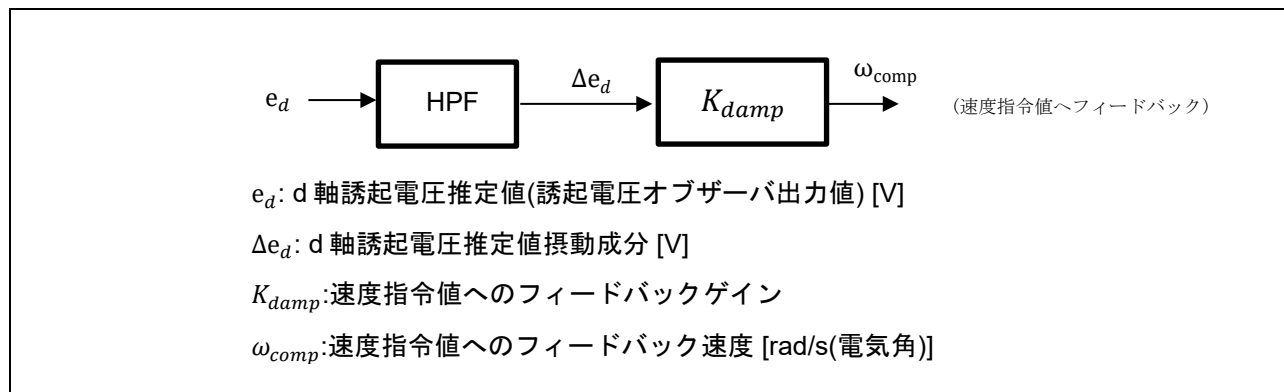 e_d HPF Δe_d K_damp ω_comp (速度指令値へフィードバック)
e_d: d 軸誘起電圧推定値(誘起電圧オブザーバ出力値) [V]
Δe_d: d 軸誘起電圧推定値摂動成分 [V]
K_damp:速度指令値へのフィードバックゲイン
ω_comp:速度指令値へのフィードバック速度 [rad/s(電気角)]